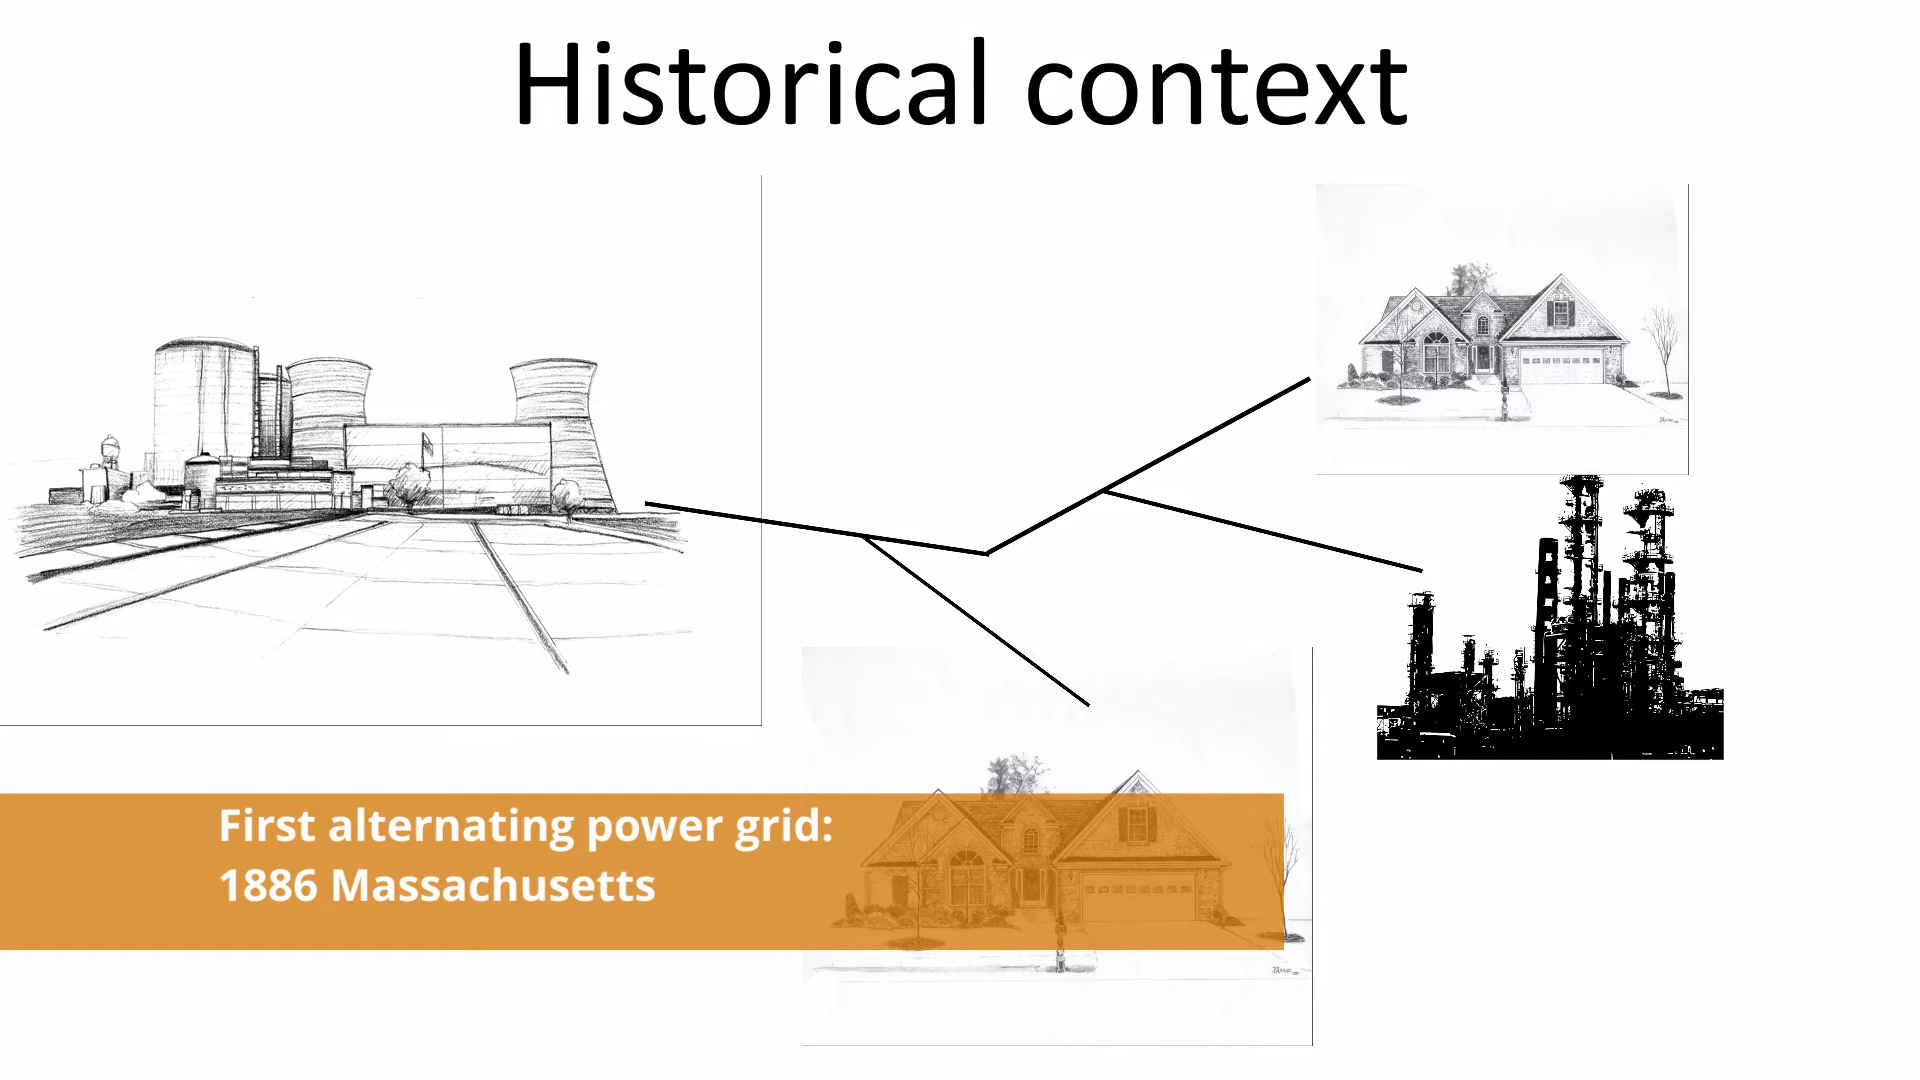 Historical context
First alternating power grid:
1886 Massachusetts